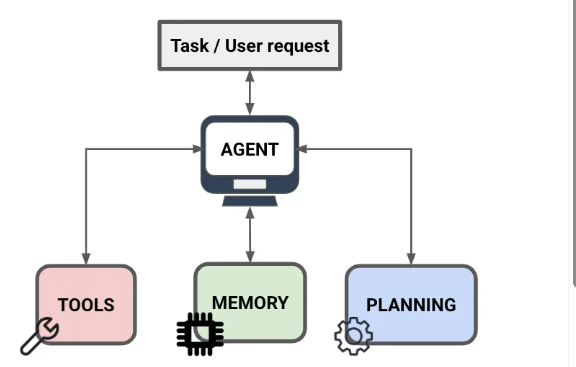 Task / User request
AGENT
TOOLS
MEMORY
PLANNING